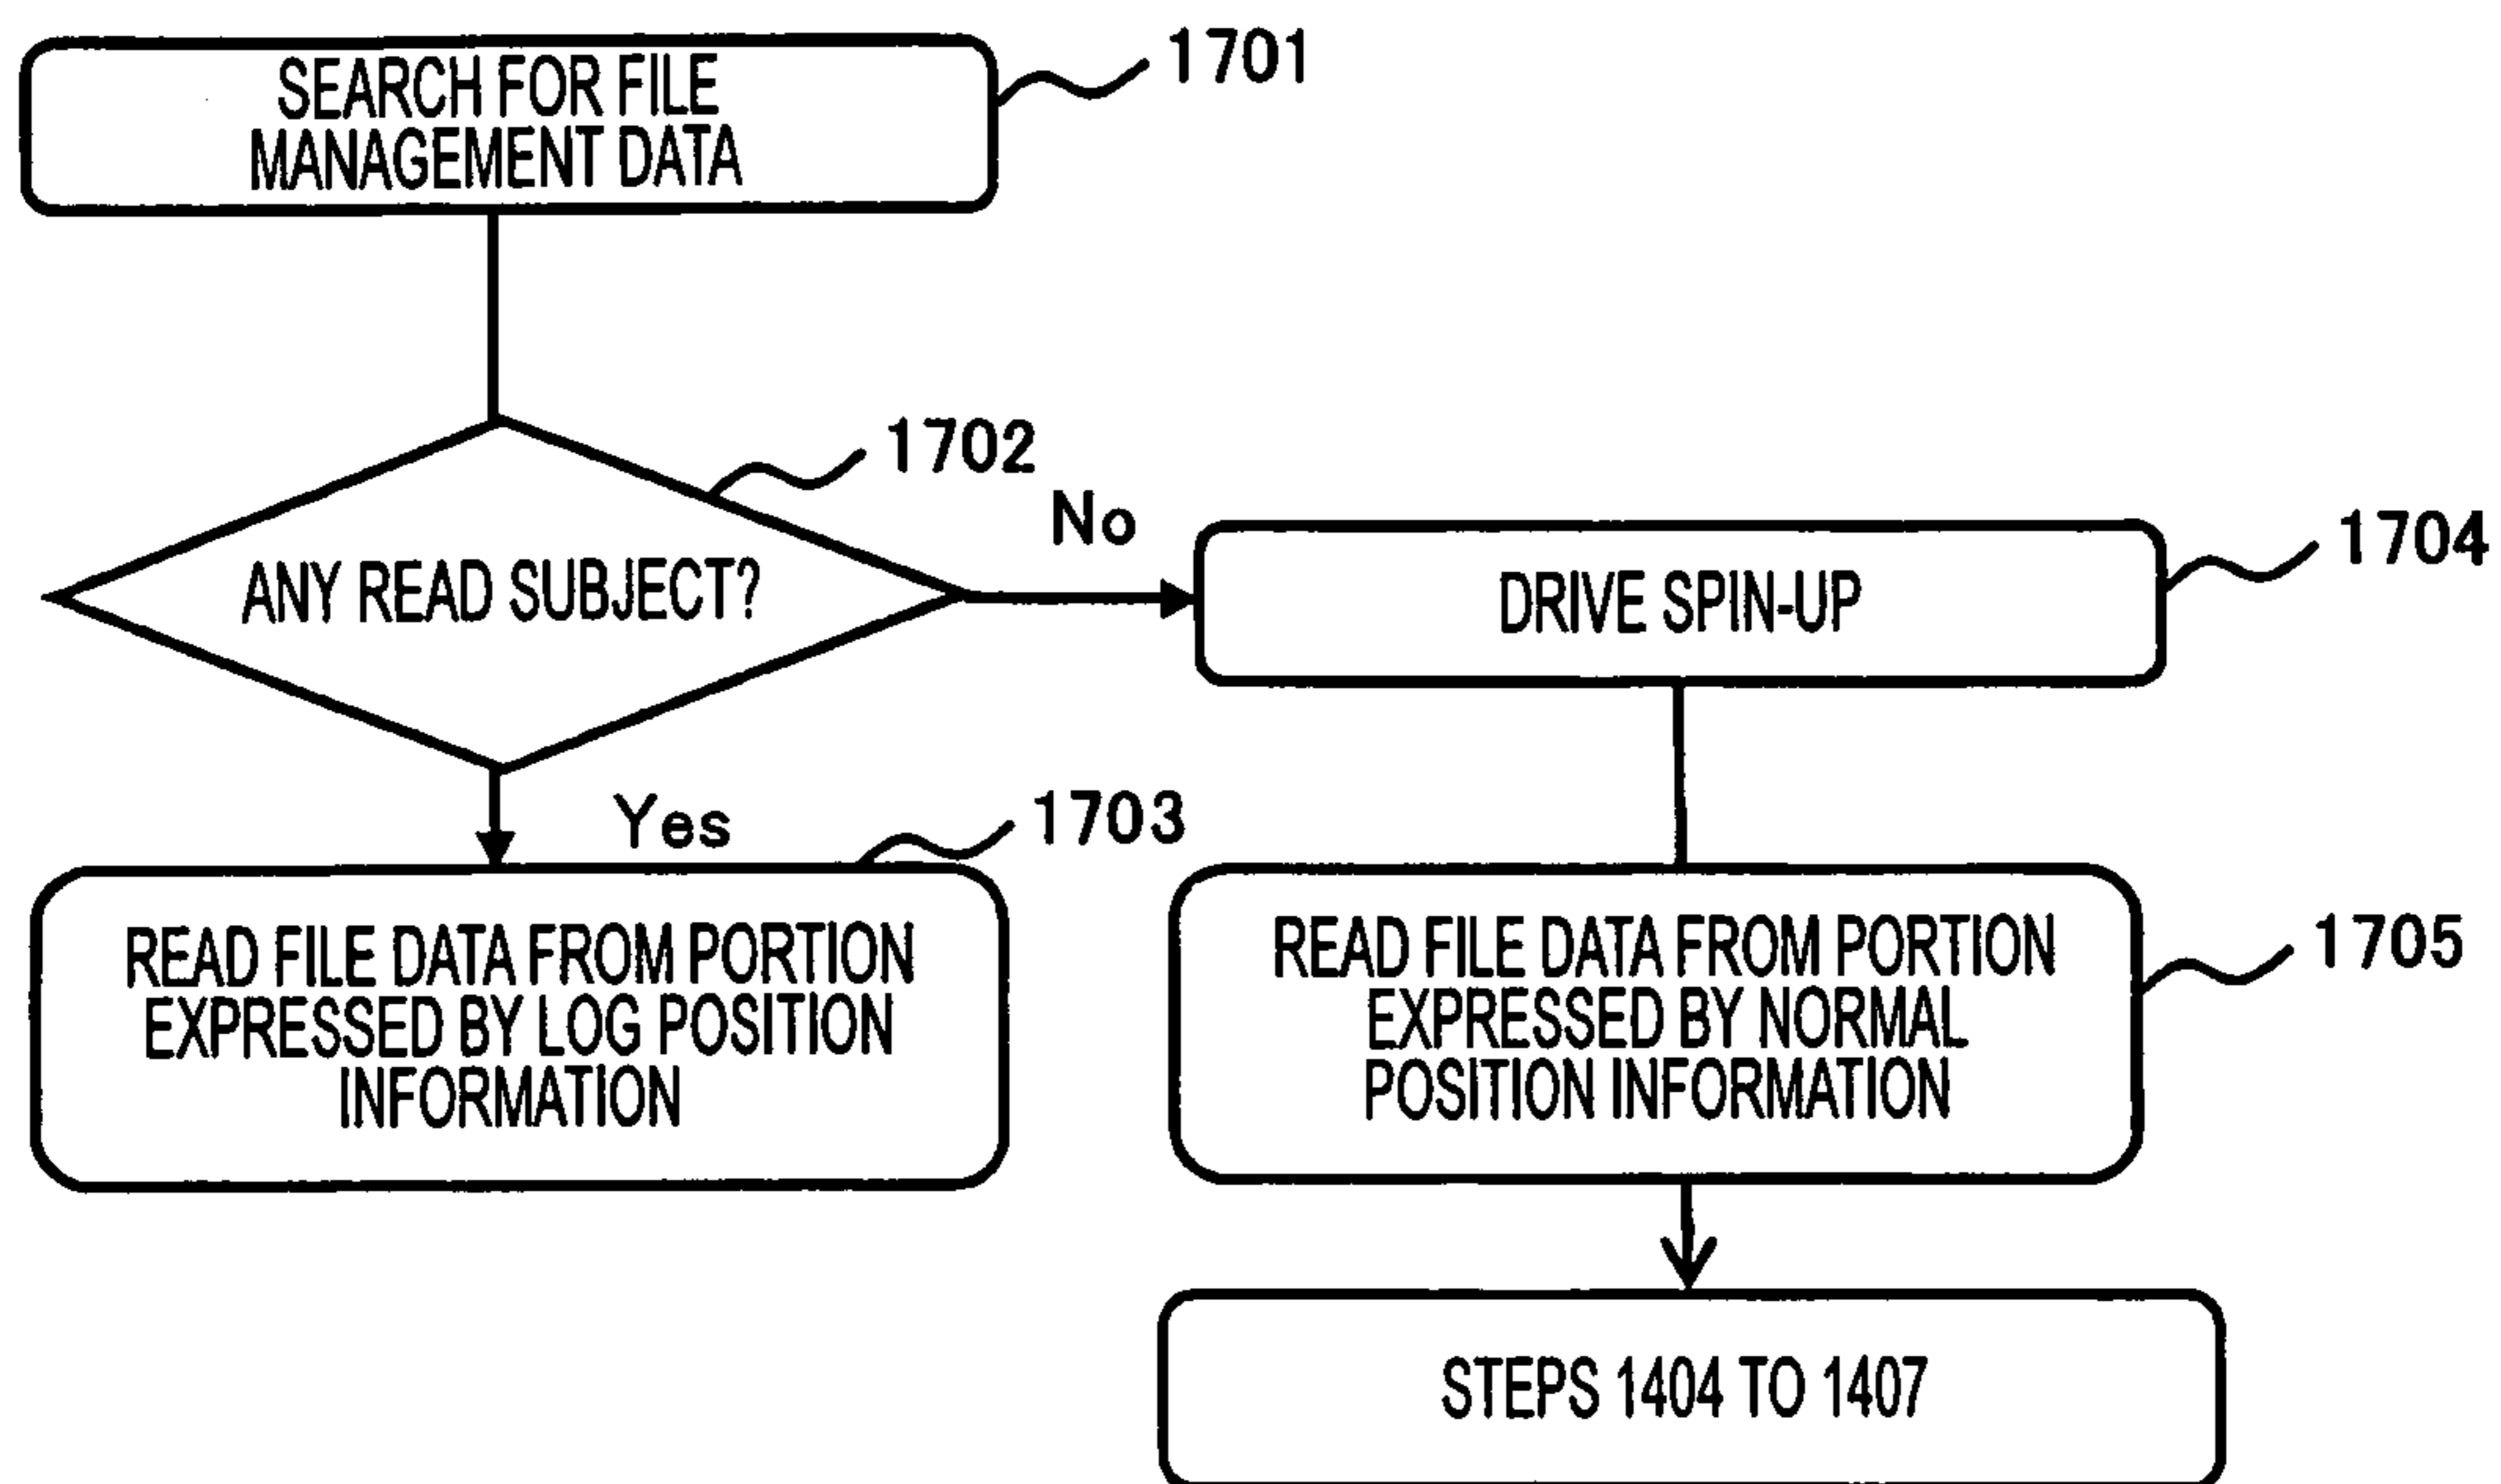 SEARCH FOR FILE
MANAGEMENT DATA
1701
1702
No
ANY READ SUBJECT?
DRIVE SPIN-UP
1704
Yes
1703
READ FILE DATA FROM PORTION
EXPRESSED BY LOG POSITION
INFORMATION
READ FILE DATA FROM PORTION
EXPRESSED BY NORMAL
POSITION INFORMATION
1705
STEPS 1404 TO 1407